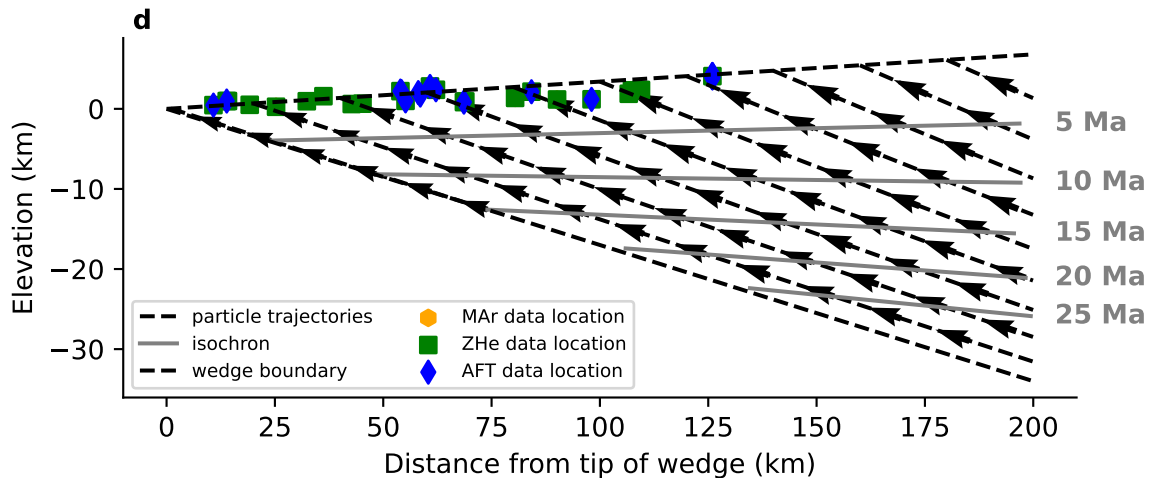 d
Elevation (km)
0
−10
−20
−30
5 Ma
10 Ma
15 Ma
20 Ma
25 Ma
particle trajectories
isochron
wedge boundary
MAr data location
ZHe data location
AFT data location
0 25 50 75 100 125 150 175 200
Distance from tip of wedge (km)